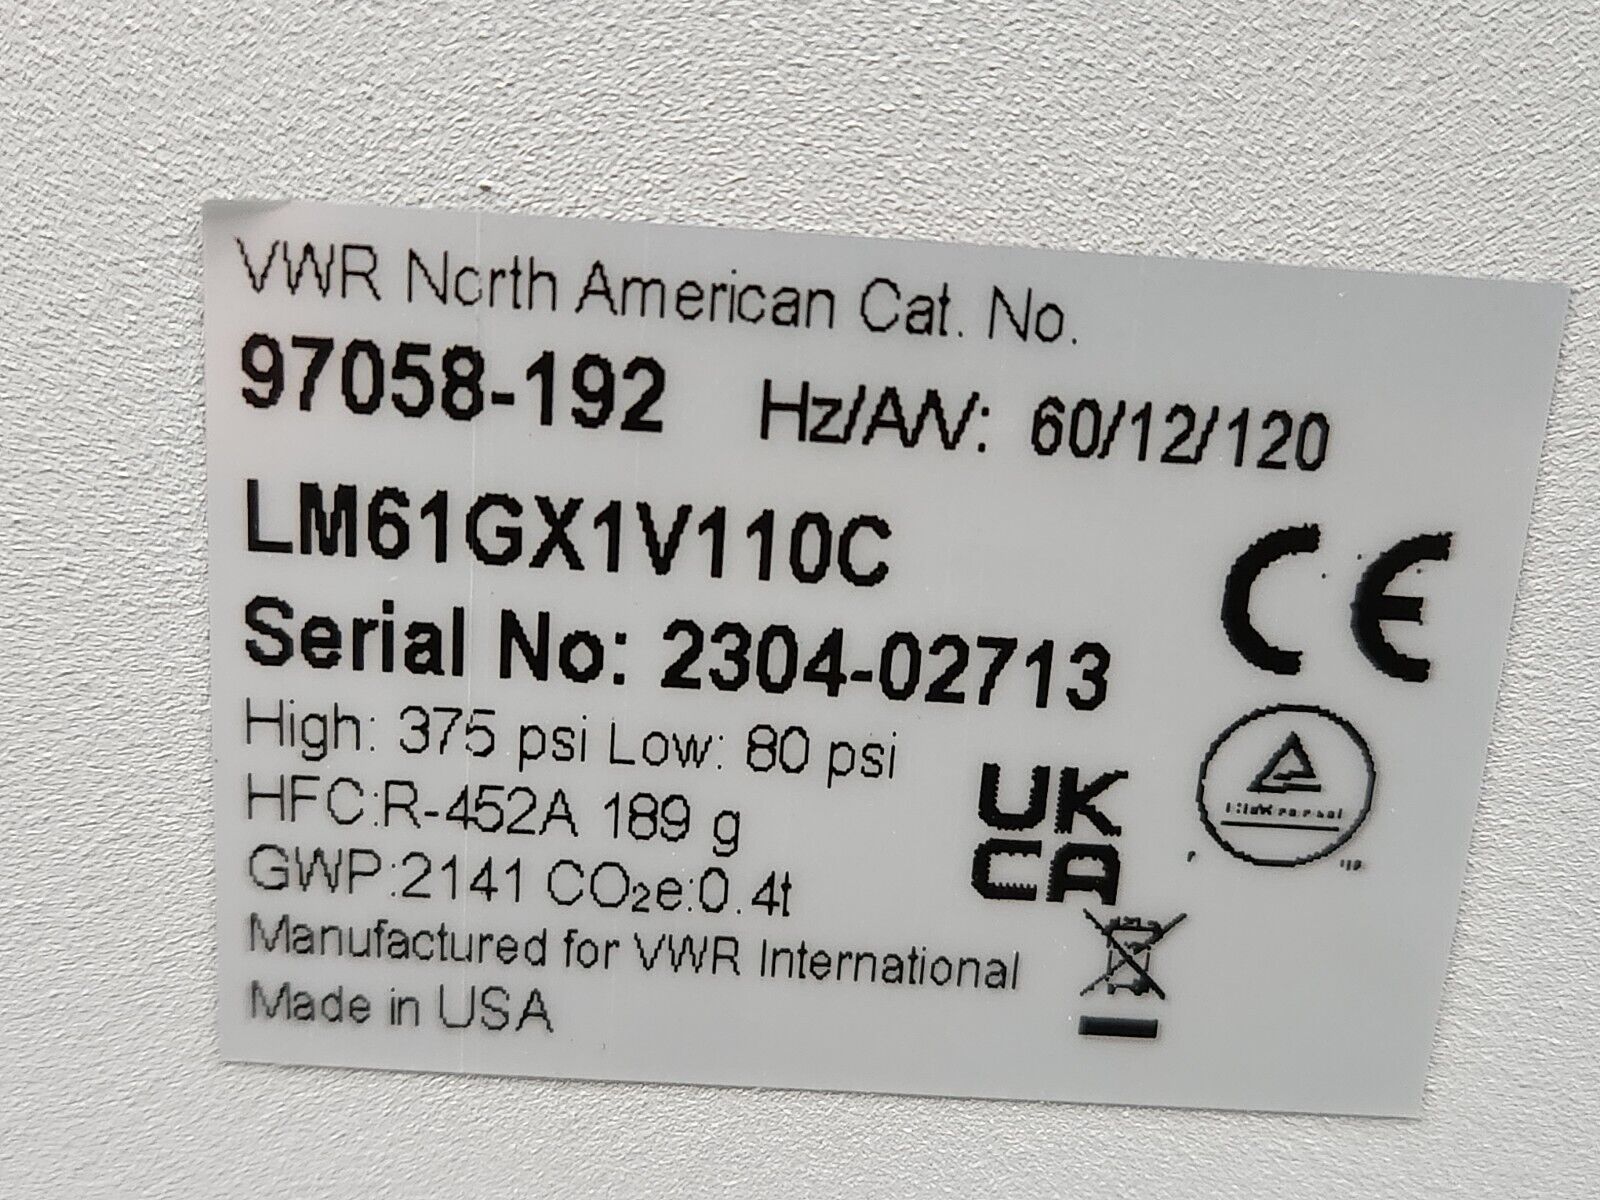 VWR North American Cat. No.
97058-192 Hz/A/V: 60/12/120
LM61GX1V110C
Serial No: 2304-02713
High: 375 psi Low: 80 psi
HFC:R-452A 189 g
GWP:2141 CO₂e:0.4t
Manufactured for VWR International
Made in USA
CE
UK
CA